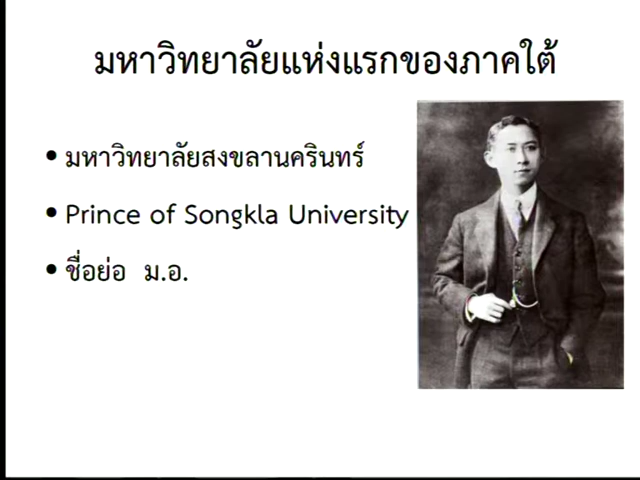 มหาวิทยาลัยแห่งแรกของภาคใต้
• มหาวิทยาลัยสงขลานครินทร์
• Prince of Songkla University
• ชื่อย่อ ม.อ.